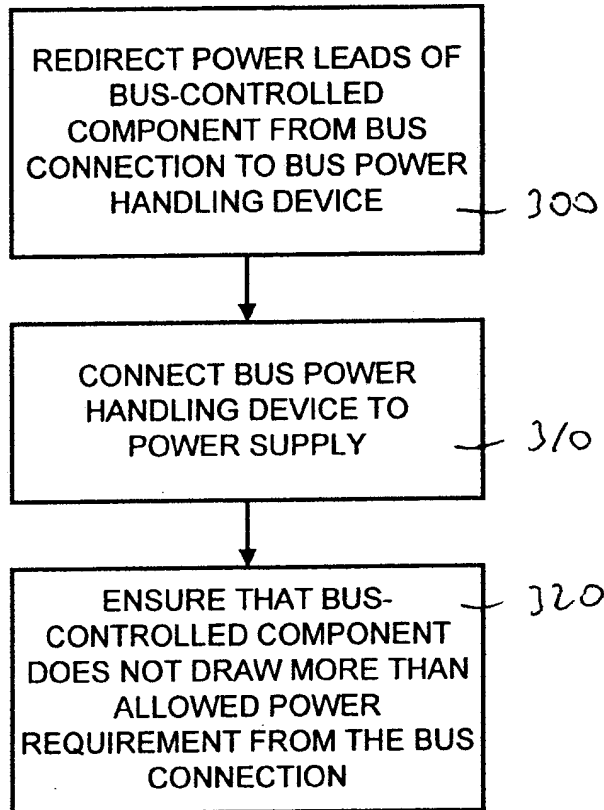 REDIRECT POWER LEADS OF
BUS-CONTROLLED
COMPONENT FROM BUS
CONNECTION TO BUS POWER
HANDLING DEVICE
300
CONNECT BUS POWER
HANDLING DEVICE TO
POWER SUPPLY
310
ENSURE THAT BUS-
320
CONTROLLED COMPONENT
DOES NOT DRAW MORE THAN
ALLOWED POWER
REQUIREMENT FROM THE BUS
CONNECTION